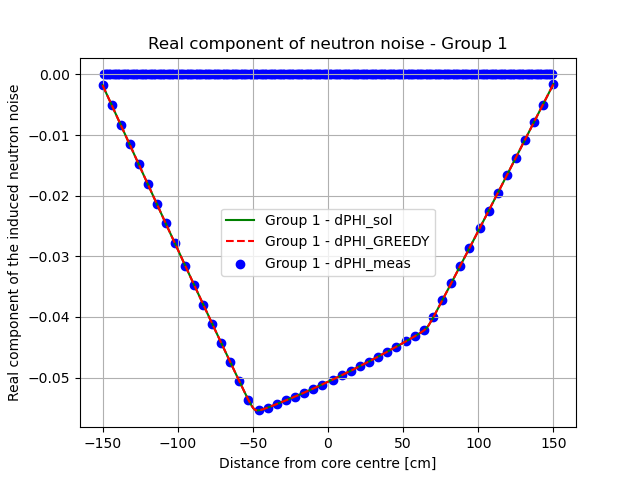 Real component of neutron noise - Group 1
Real component of the induced neutron noise
0.00
−0.01
−0.02
−0.03
−0.04
−0.05
Group 1 - dPHI_sol
Group 1 - dPHI_GREEDY
Group 1 - dPHI_meas
−150
−100
−50
0
50
100
150
Distance from core centre [cm]